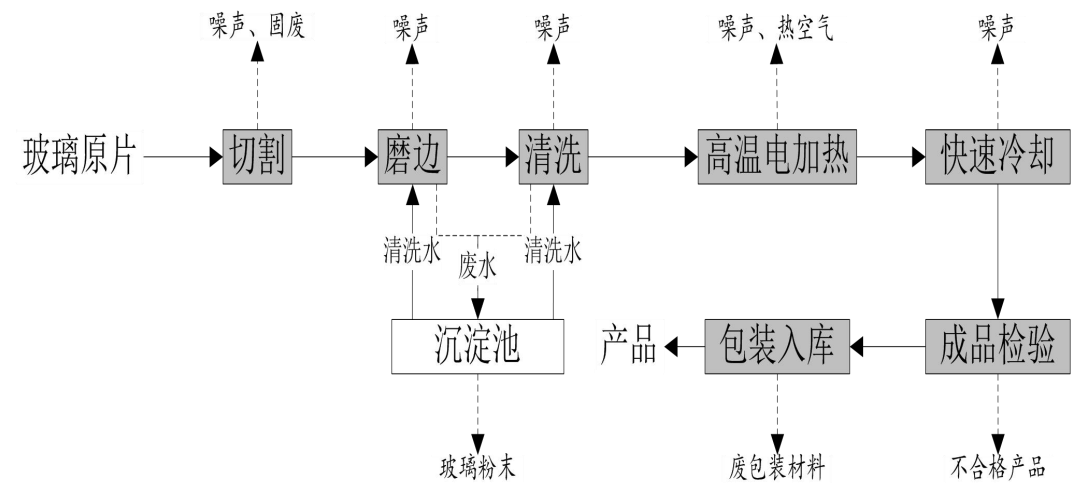 噪声、固废
噪声
噪声
噪声、热空气
噪声
玻璃原片
切割
磨边
清洗
高温电加热
快速冷却
清洗水
废水
清洗水
沉淀池
产品
包装入库
成品检验
玻璃粉末
废包装材料
不合格产品